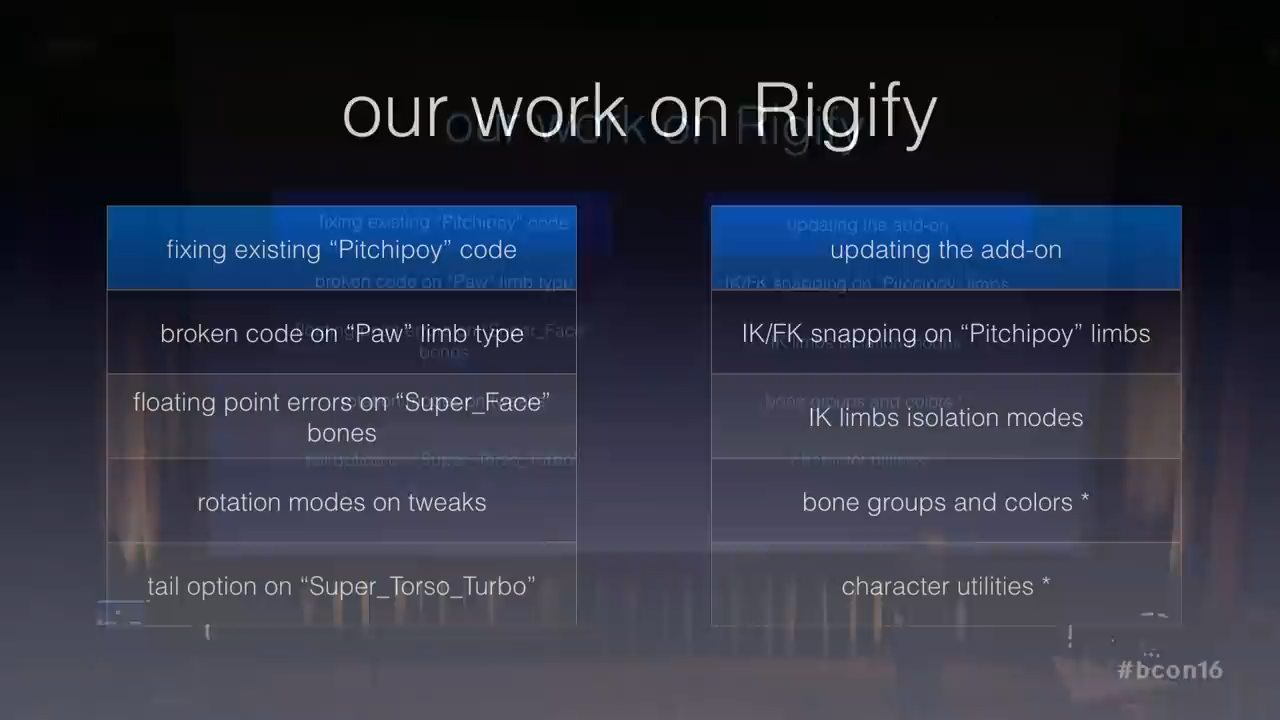 our work on Rigify
fixing existing “Pitchipoy” code
broken code on “Paw” limb type
floating point errors on “Super_Face”
bones
rotation modes on tweaks
tail option on “Super_Torso_Turbo”
updating the add-on
IK/FK snapping on “Pitchipoy” limbs
IK limbs isolation modes
bone groups and colors *
character utilities *
#bcon16